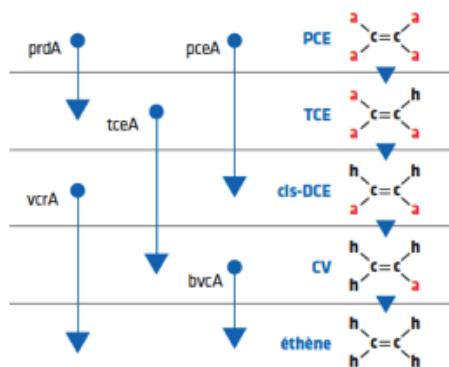 prdA
pceA
PCE
a a
c=c
a a
tceA
TCE
a h
c=c
a a
vcrA
cis-DCE
h h
c=c
a a
bvcA
CV
h h
c=c
h a
éthène
h h
c=c
h h